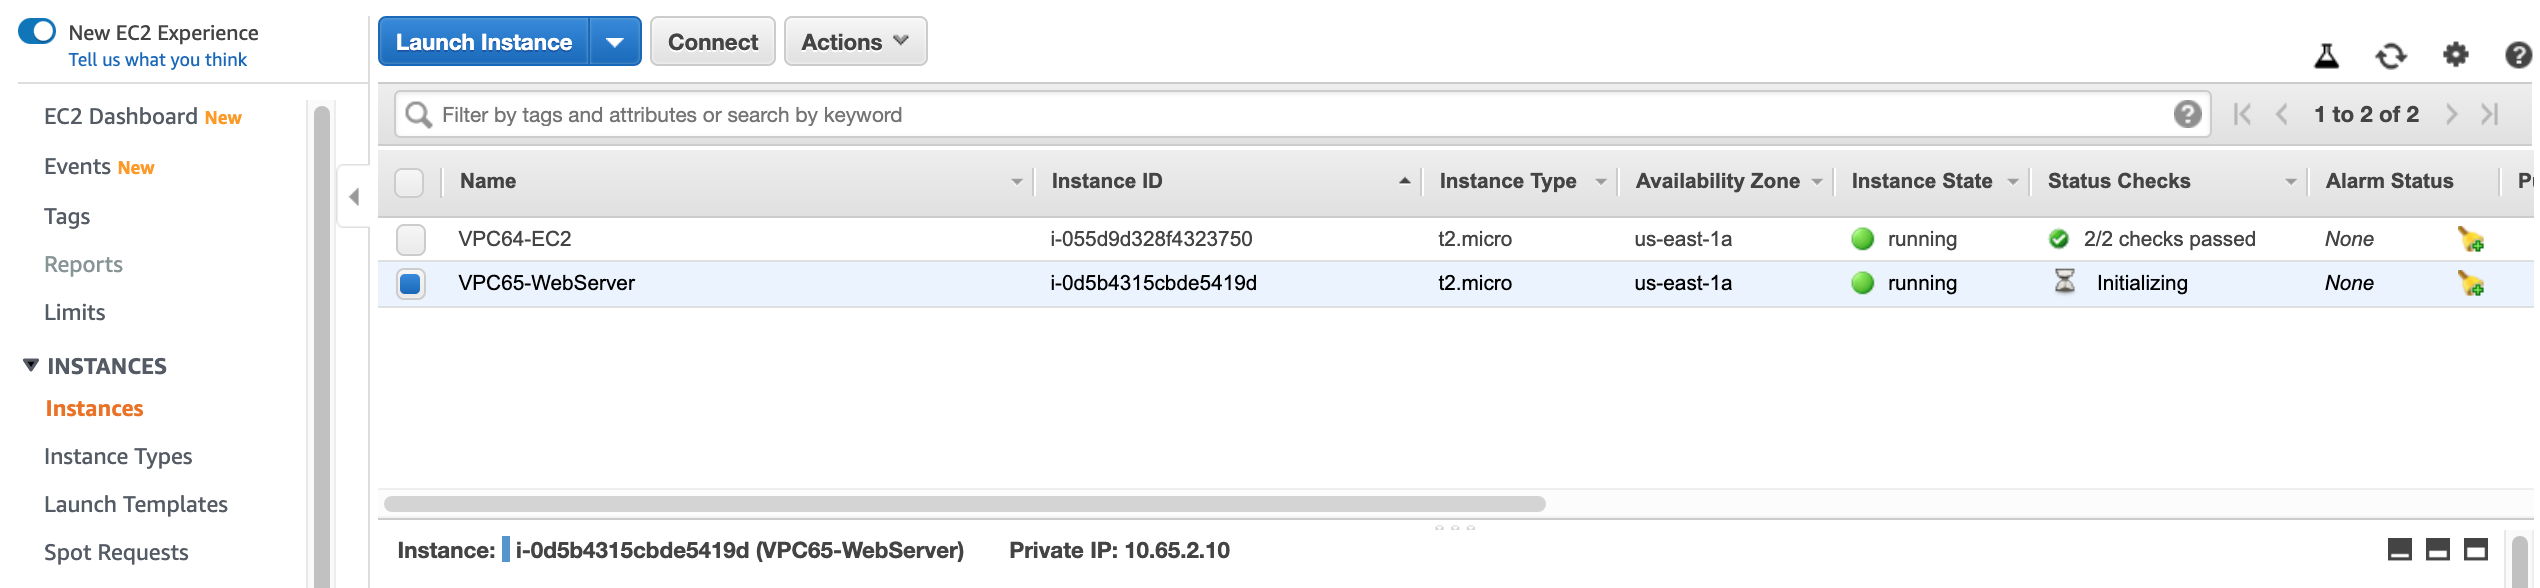 New EC2 Experience
Tell us what you think
EC2 Dashboard New
Events New
Tags
Reports
Limits
INSTANCES
Instances
Instance Types
Launch Templates
Spot Requests
Launch Instance Connect Actions
Filter by tags and attributes or search by keyword 1 to 2 of 2
Name Instance ID Instance Type Availability Zone Instance State Status Checks Alarm Status
VPC64-EC2 i-055d9d328f4323750 t2.micro us-east-1a running 2/2 checks passed None
VPC65-WebServer i-0d5b4315cbde5419d t2.micro us-east-1a running Initializing None
Instance: i-0d5b4315cbde5419d (VPC65-WebServer) Private IP: 10.65.2.10